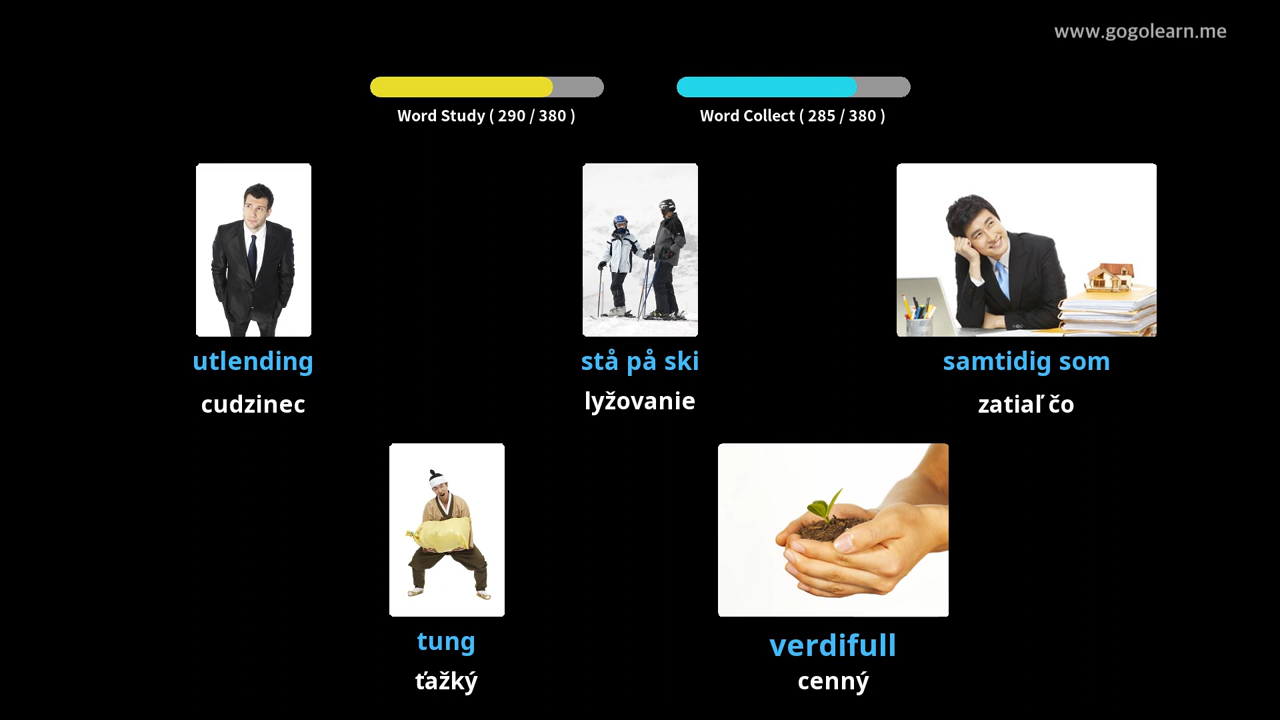 www.gogolearn.me
Word Study ( 290 / 380 )
Word Collect ( 285 / 380 )
utlending
cudzinec
stå på ski
lyžovanie
samtidig som
zatiaľ čo
tung
ťažký
verdifull
cenný